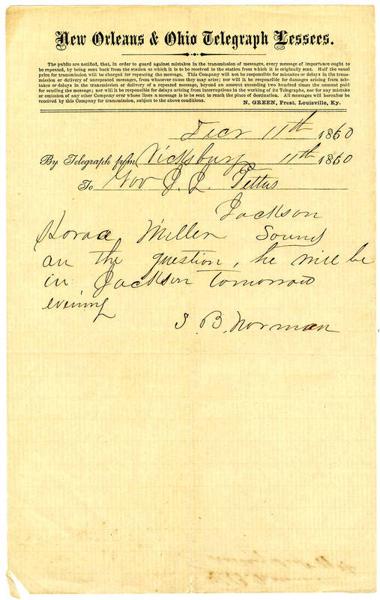 New Orleans & Ohio Telegraph Lessees.
The public are notified, that, in order to guard against mistakes in the transmission of messages, every message of importance ought to
be repeated, by being sent back from the station at which it is to be received to the station from which it is originally sent. Half the usual
price for transmission will be charged for repeating the message. This Company will not be responsible for mistakes or delays in the trans-
mission or delivery of unrepeated messages, from whatever cause they may arise; nor will it be responsible for damages arising from mis-
takes or delays in the transmission or delivery of a repeated message, beyond an amount exceeding two hundred times the amount paid
for sending the message; nor will it be responsible for delays arising from interruptions in the working of its Telegraphs, nor for any mistake
or omission of any other Company over whose lines it is to be sent to reach the place of destination. All messages will hereafter be
received by this Company for transmission, subject to the above conditions.
N. GREEN, Prest, Louisville, Ky.
Decr 11th 1860
By Telegraph from Vicksburg 11th 1860
To Gov J. L. Pettus
Jackson
Horace Miller Sound
on the question, he will be
in Jackson tomorrow
evening
J. B. Norman